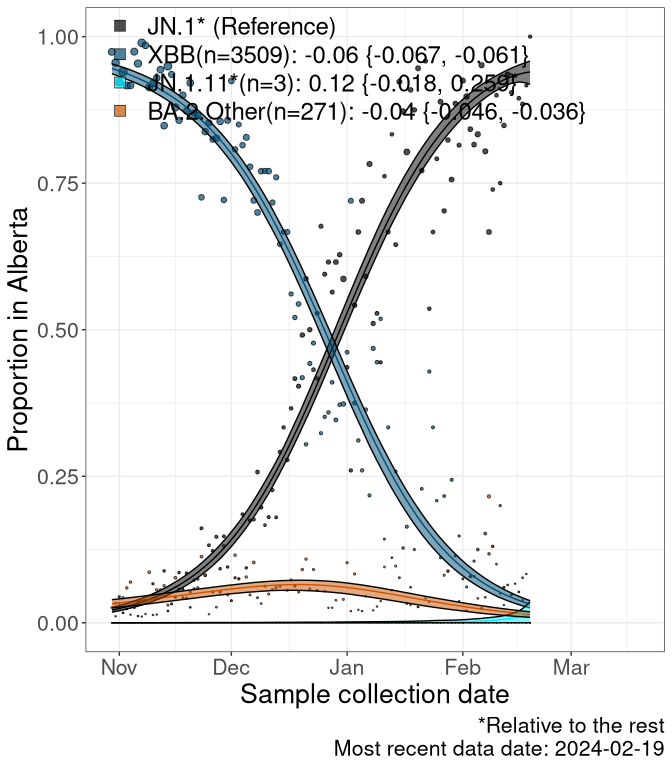 JN.1* (Reference)
XBB(n=3509): -0.06 {-0.067, -0.061}
JN.1.11*(n=3): 0.12 {-0.018, 0.259}
BA.2 Other(n=271): -0.04 {-0.046, -0.036}
1.00
0.75
0.50
0.25
0.00
Proportion in Alberta
Nov Dec Jan Feb Mar
Sample collection date
*Relative to the rest
Most recent data date: 2024-02-19